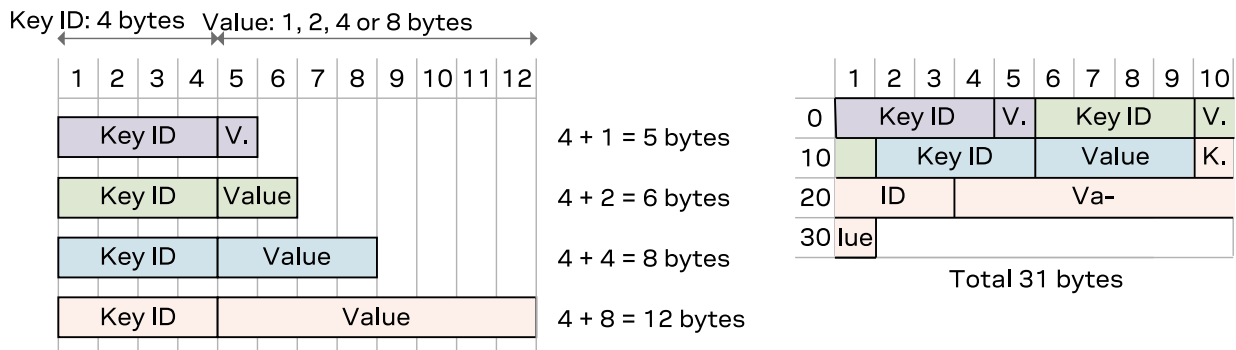 Key ID: 4 bytes Value: 1, 2, 4 or 8 bytes
1 2 3 4 5 6 7 8 9 10 11 12
Key ID V. 4 + 1 = 5 bytes
Key ID Value 4 + 2 = 6 bytes
Key ID Value 4 + 4 = 8 bytes
Key ID Value 4 + 8 = 12 bytes
1 2 3 4 5 6 7 8 9 10
0 Key ID V. Key ID V.
10 Key ID Value K.
20 ID Va-
30 lue
Total 31 bytes